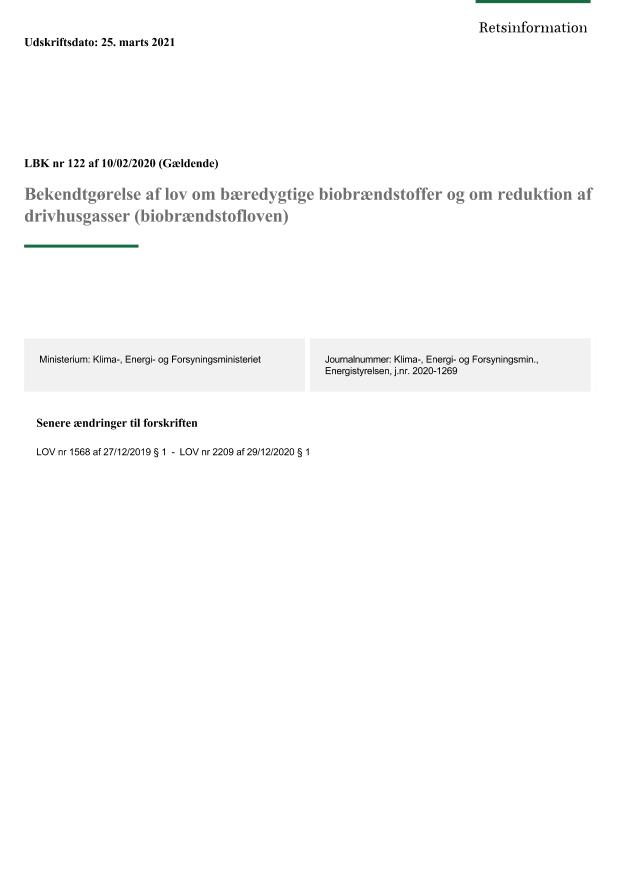 Retsinformation
Udskriftsdato: 25. marts 2021
LBK nr 122 af 10/02/2020 (Gældende)
Bekendtgørelse af lov om bæredygtige biobrændstoffer og om reduktion af
drivhusgasser (biobrændstofloven)
Ministerium: Klima-, Energi- og Forsyningsministeriet
Journalnummer: Klima-, Energi- og Forsyningsmin.,
Energistyrelsen, j.nr. 2020-1269
Senere ændringer til forskriften
LOV nr 1568 af 27/12/2019 § 1 - LOV nr 2209 af 29/12/2020 § 1